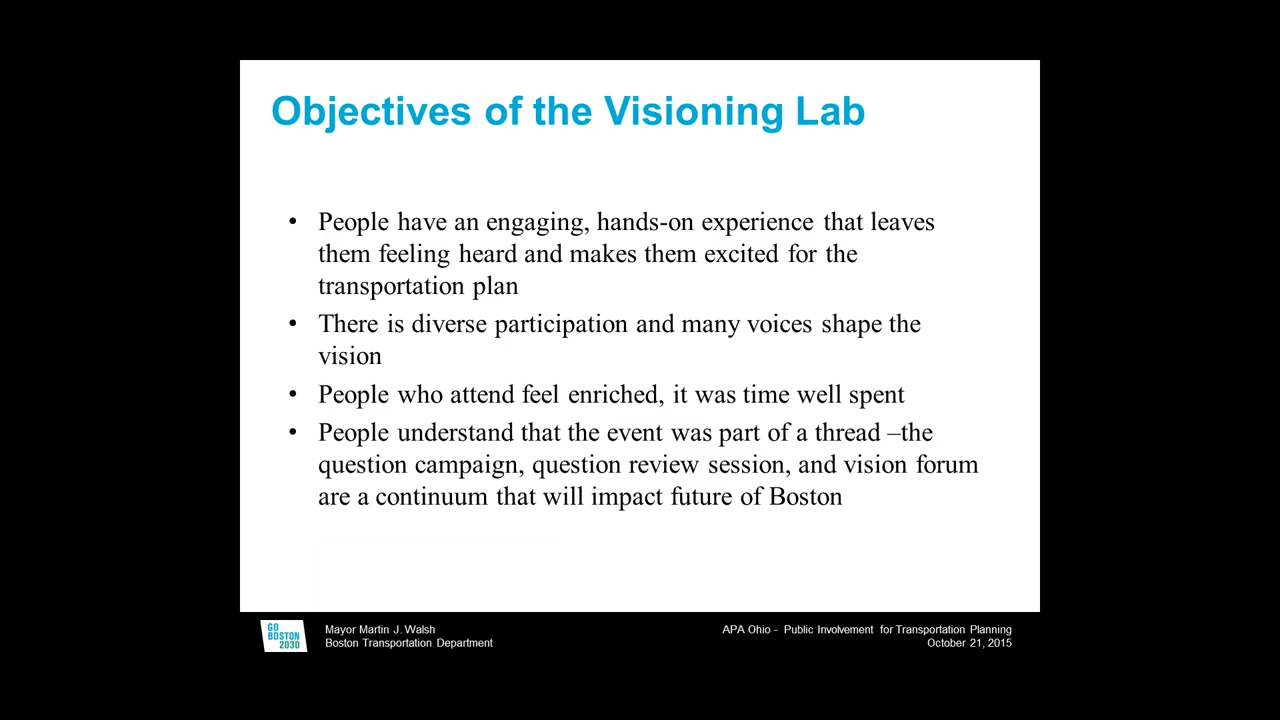 Objectives of the Visioning Lab
• People have an engaging, hands-on experience that leaves
them feeling heard and makes them excited for the
transportation plan
• There is diverse participation and many voices shape the
vision
• People who attend feel enriched, it was time well spent
• People understand that the event was part of a thread –the
question campaign, question review session, and vision forum
are a continuum that will impact future of Boston
GO
BOSTON
2030
Mayor Martin J. Walsh
Boston Transportation Department
APA Ohio - Public Involvement for Transportation Planning
October 21, 2015